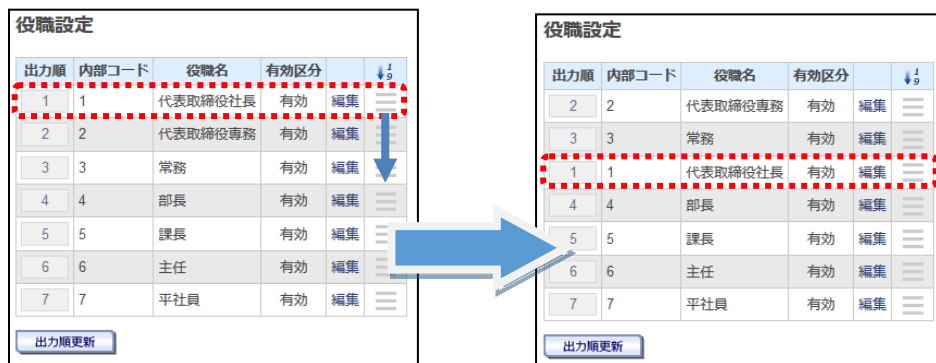 役職設定
出力順 内部コード 役職名 有効区分 1 9
1 1 代表取締役社長 有効 編集
2 2 代表取締役専務 有効 編集
3 3 常務 有効 編集
4 4 部長 有効 編集
5 5 課長 有効 編集
6 6 主任 有効 編集
7 7 平社員 有効 編集
出力順更新
役職設定
出力順 内部コード 役職名 有効区分 1 9
2 2 代表取締役専務 有効 編集
3 3 常務 有効 編集
1 1 代表取締役社長 有効 編集
4 4 部長 有効 編集
5 5 課長 有効 編集
6 6 主任 有効 編集
7 7 平社員 有効 編集
出力順更新